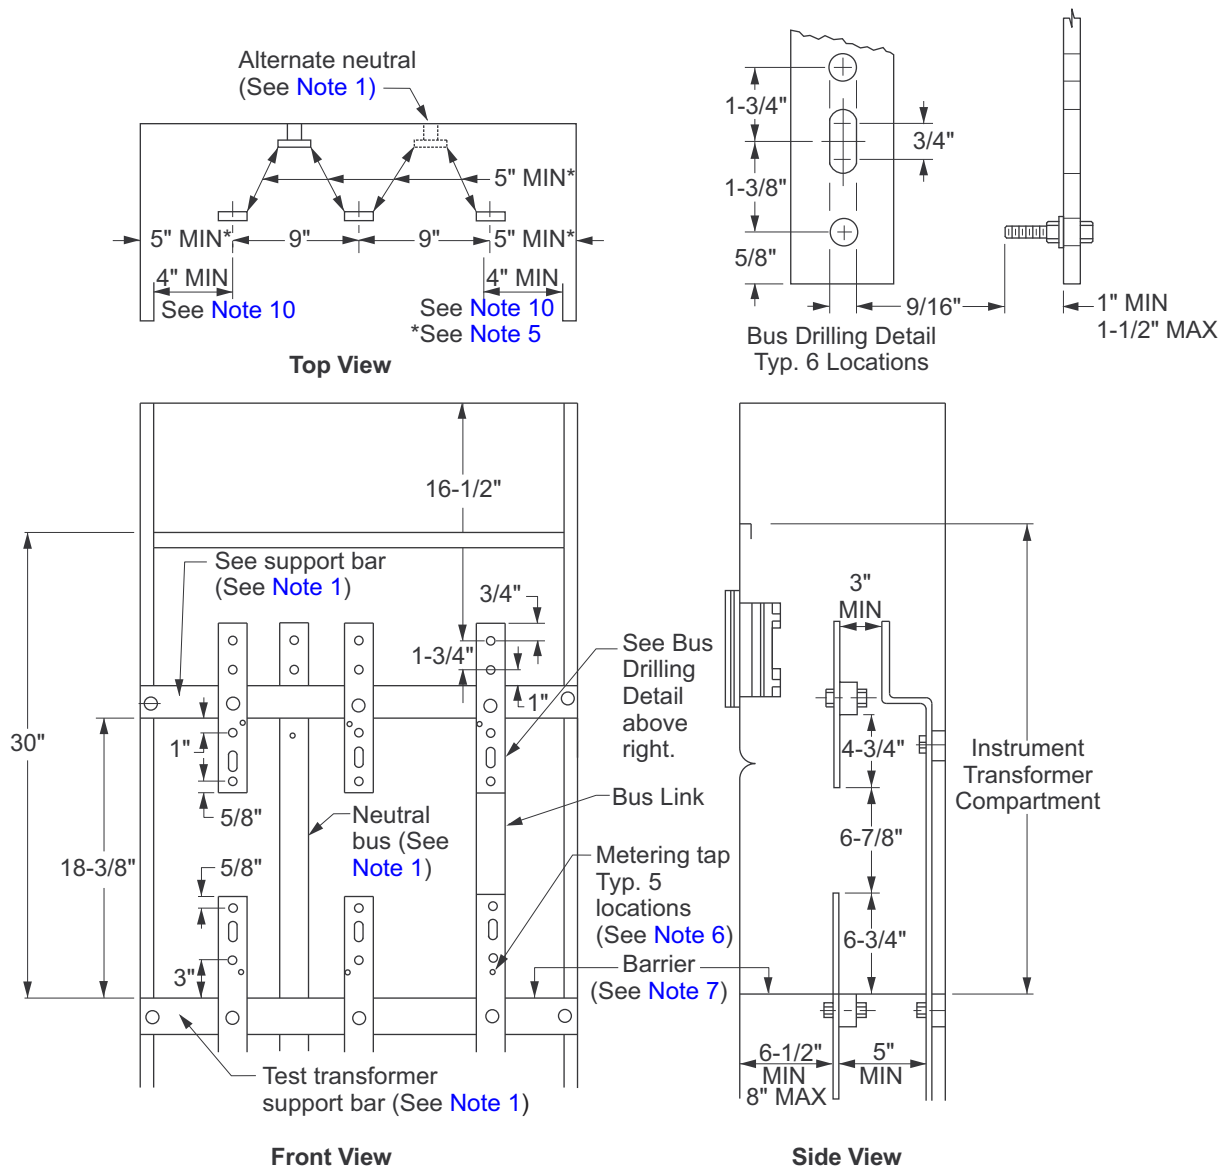 Alternate neutral
(See Note 1)
5" MIN*
5" MIN*
9"
9"
5" MIN*
4" MIN
4" MIN
See Note 10
See Note 10
*See Note 5
Top View
1-3/4"
3/4"
1-3/8"
5/8"
9/16"
1" MIN
1-1/2" MAX
Bus Drilling Detail
Typ. 6 Locations
16-1/2"
See support bar
(See Note 1)
3/4"
1-3/4"
1"
See Bus
Drilling
Detail
above
right.
30"
1"
5/8"
Bus Link
Neutral
bus (See
Note 1)
18-3/8"
5/8"
Metering tap
Typ. 5
locations
(See Note 6)
3"
Barrier
(See Note 7)
Test transformer
support bar (See Note 1)
Front View
3"
MIN
4-3/4"
Instrument
Transformer
Compartment
6-7/8"
6-3/4"
6-1/2"
MIN
8" MAX
5"
MIN
Side View